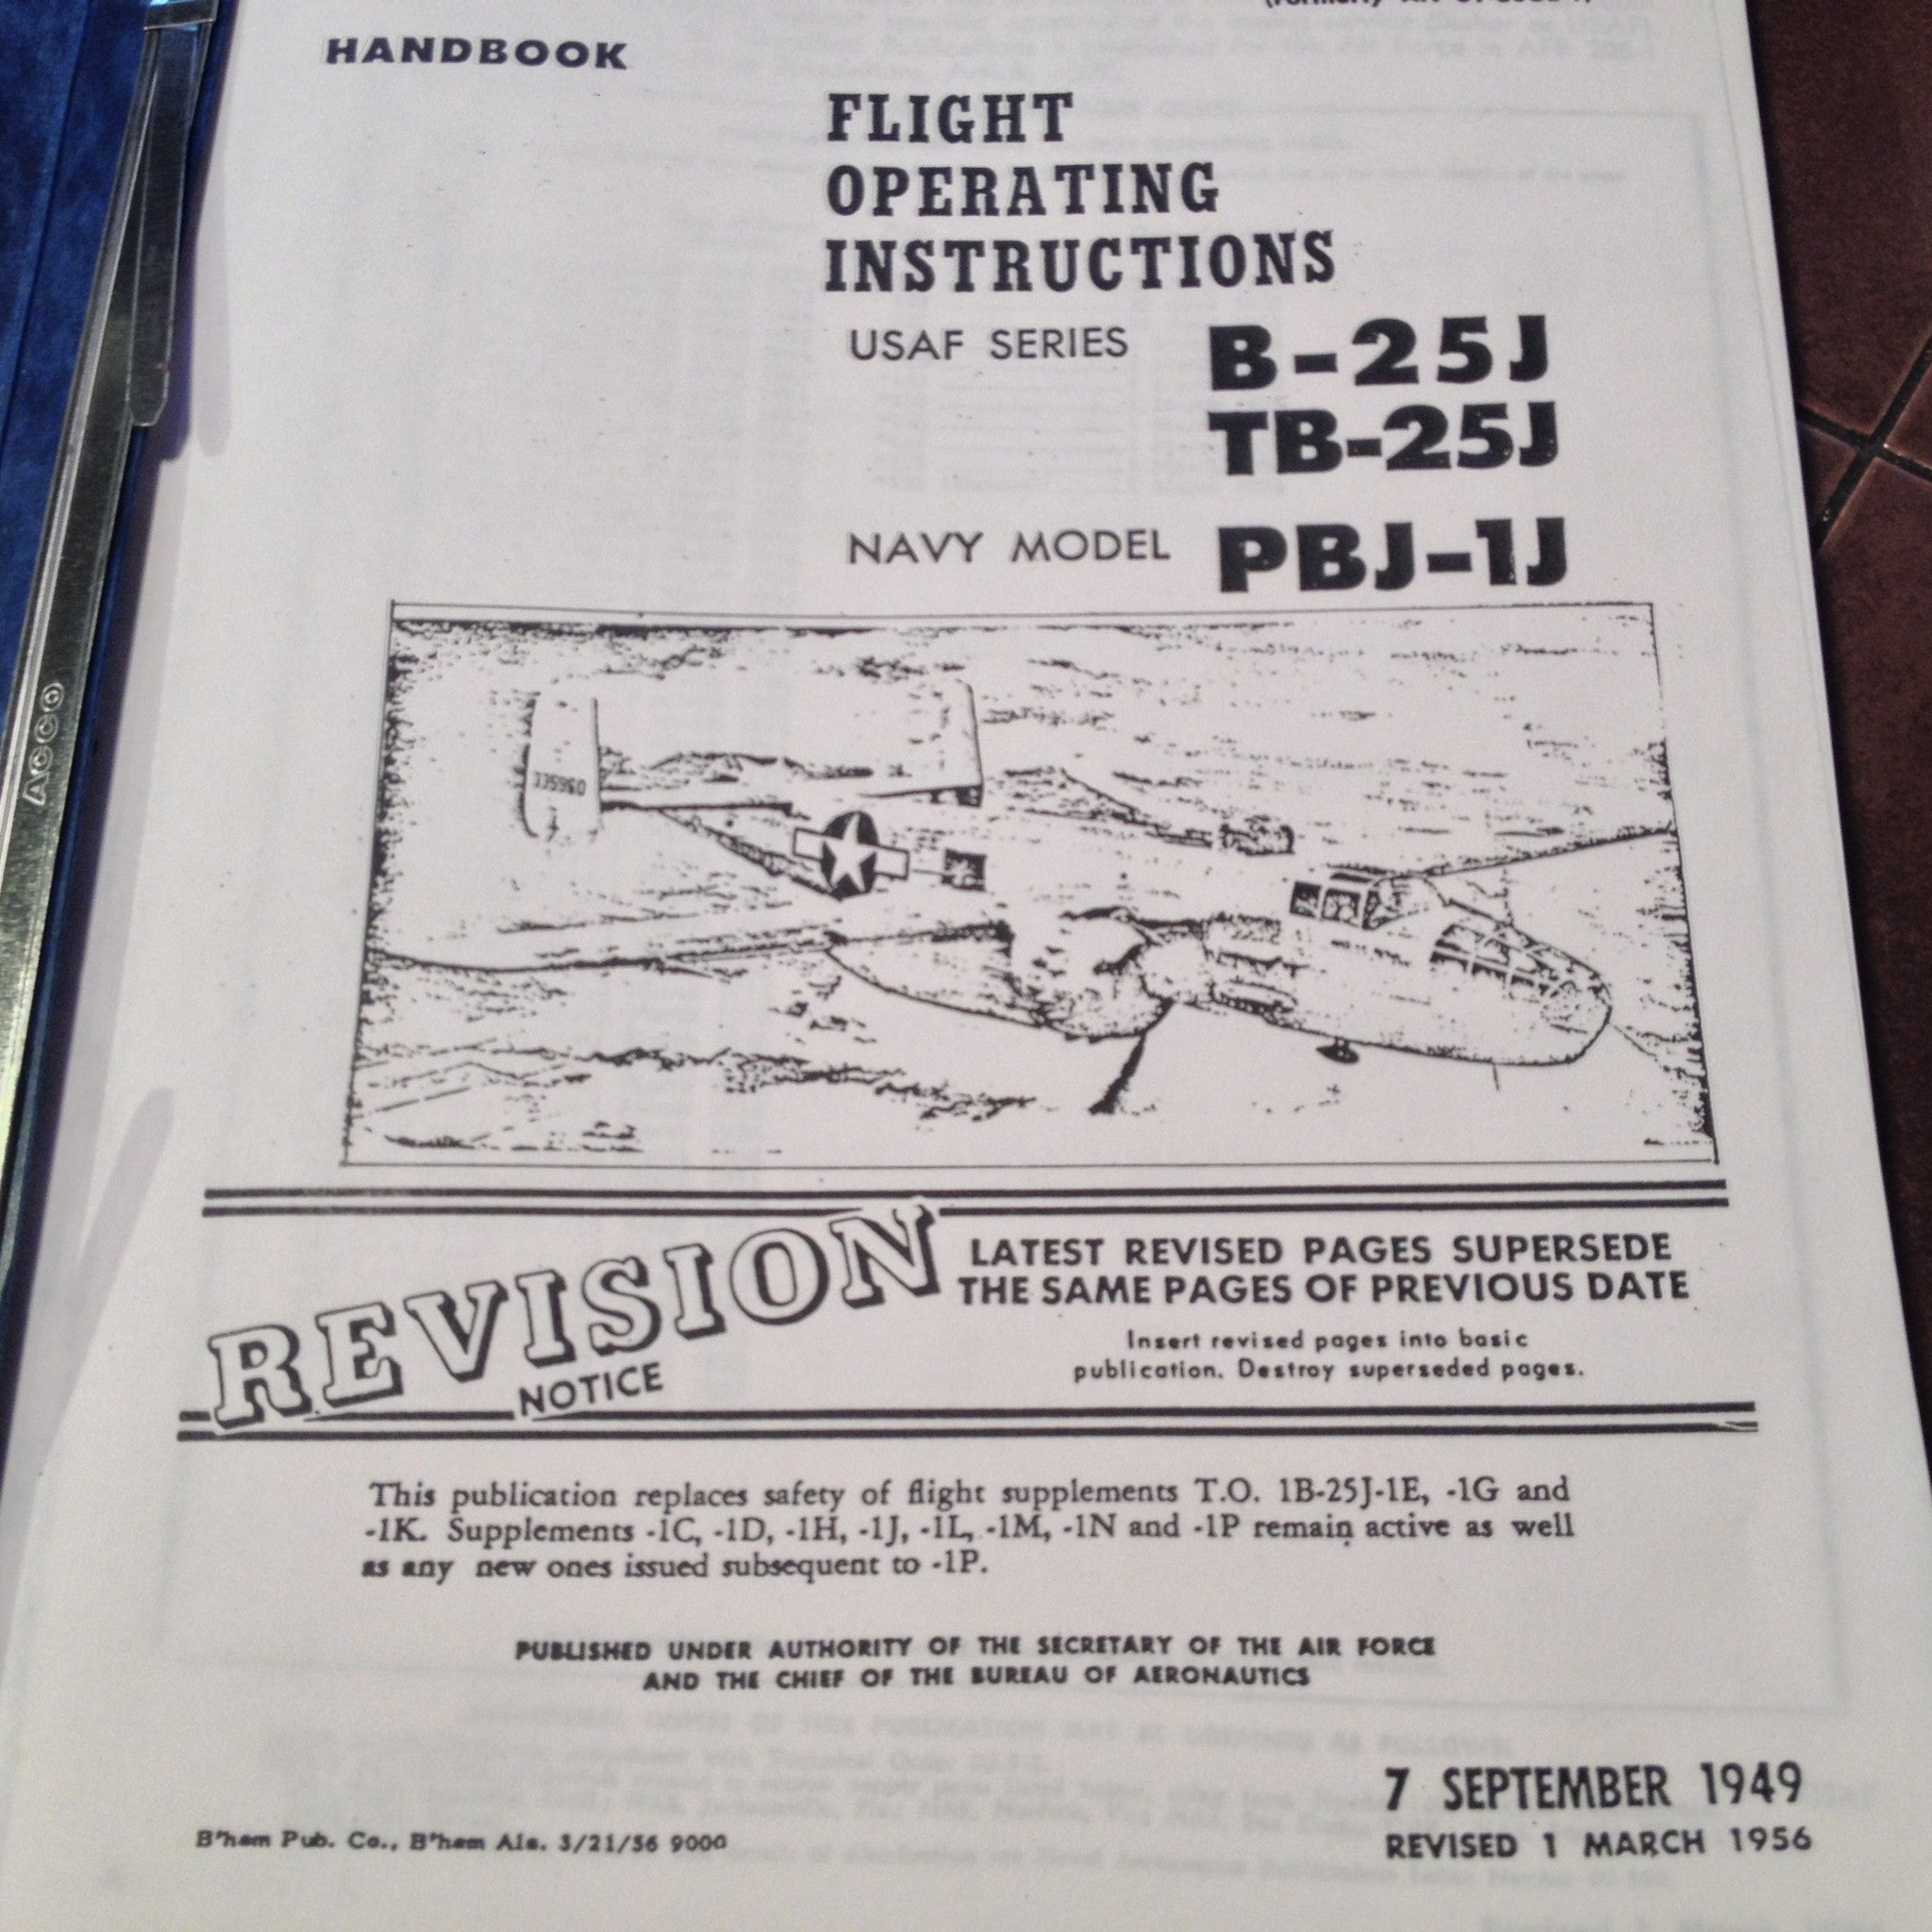 HANDBOOK
FLIGHT
OPERATING
INSTRUCTIONS
USAF SERIES B-25J
TB-25J
NAVY MODEL PBJ-1J
ACCO
REVISION
NOTICE
LATEST REVISED PAGES SUPERSEDE
THE SAME PAGES OF PREVIOUS DATE
Insert revised pages into basic
publication. Destroy superseded pages.
This publication replaces safety of flight supplements T.O. 1B-25J-1E, -1G and
-1K. Supplements -1C, -1D, -1H, -1J, -1L, -1M, -1N and -1P remain active as well
as any new ones issued subsequent to -1P.
PUBLISHED UNDER AUTHORITY OF THE SECRETARY OF THE AIR FORCE
AND THE CHIEF OF THE BUREAU OF AERONAUTICS
7 SEPTEMBER 1949
REVISED 1 MARCH 1956
B'ham Pub. Co., B'ham Ala. 3/21/56 9000